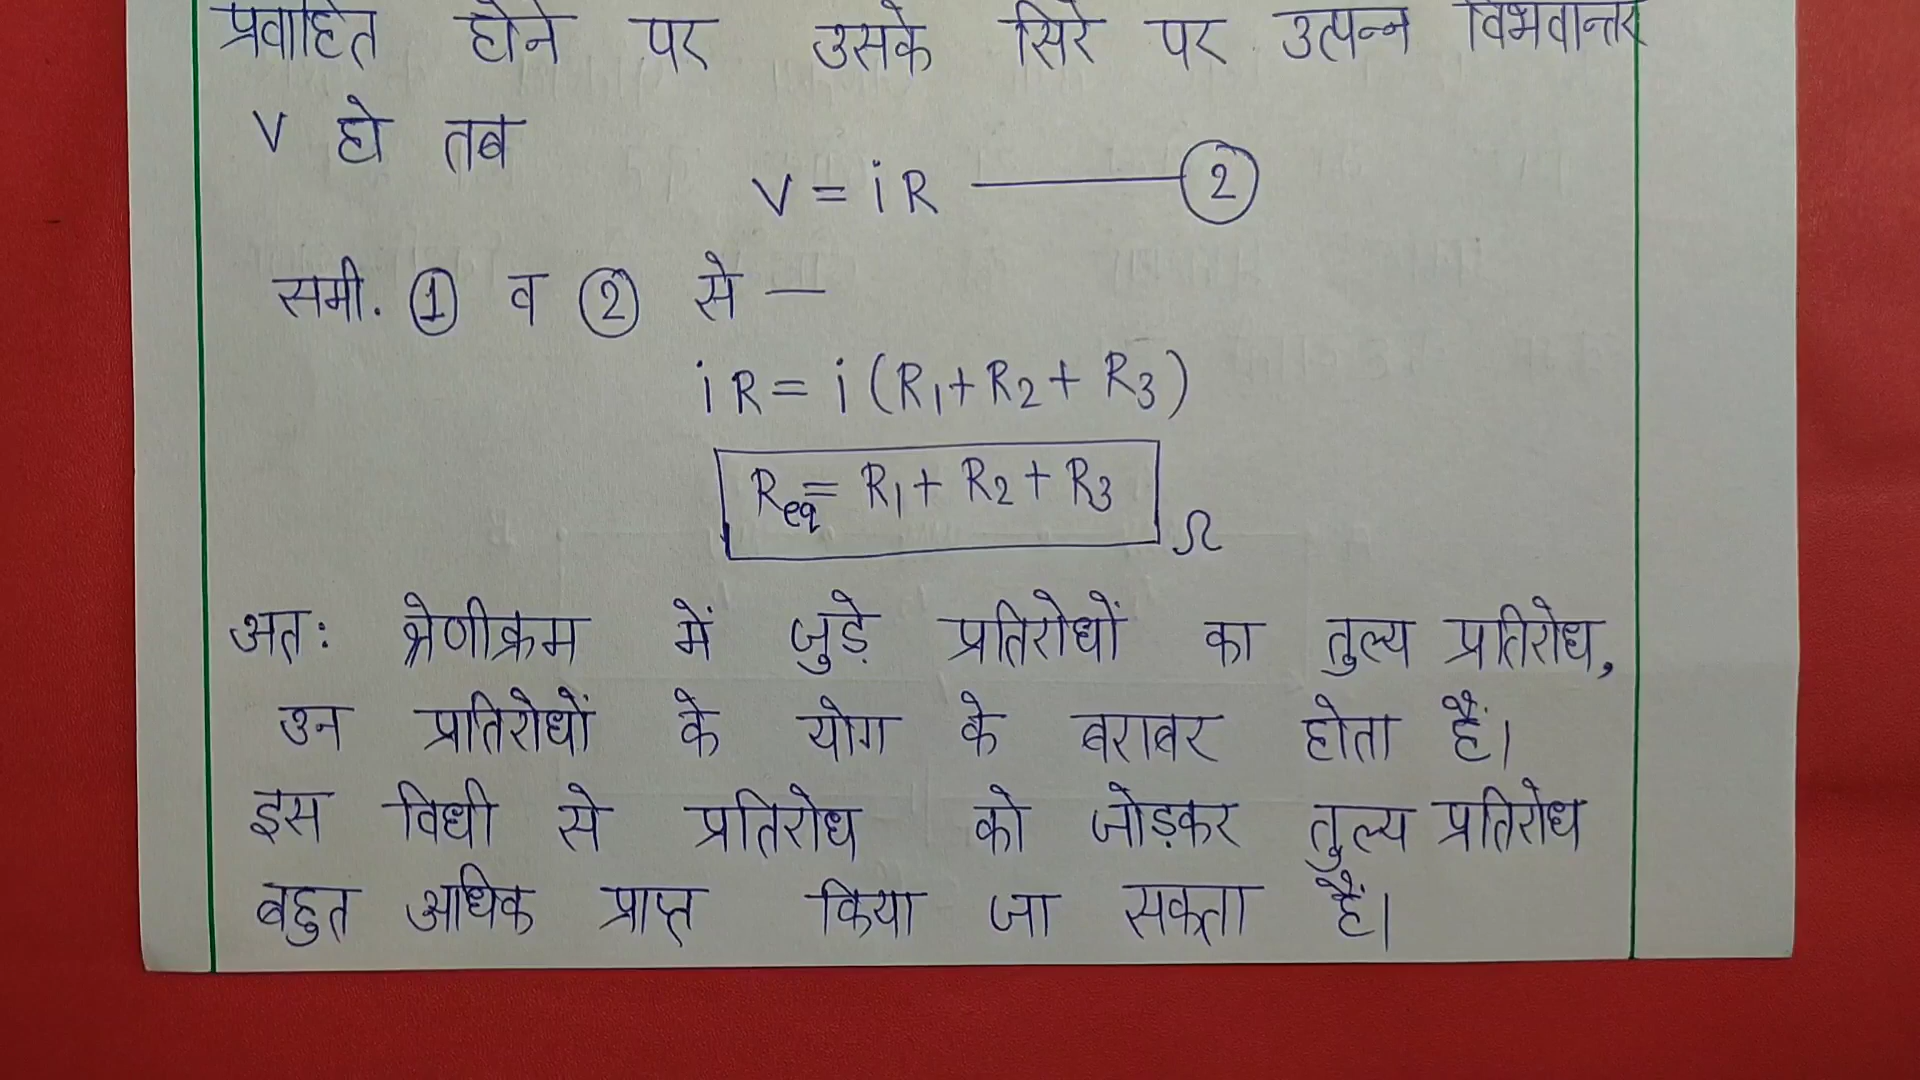 प्रवाहित होने पर उसके सिरे पर उत्पन्न विभवान्तर
V हो तब
V = i R —— ②
समी. ① व ② से —
i R = i (R₁ + R₂ + R₃)
Req = R₁ + R₂ + R₃ Ω
अतः श्रेणीक्रम में जुड़े प्रतिरोधों का तुल्य प्रतिरोध,
उन प्रतिरोधों के योग के बराबर होता हैं।
इस विधी से प्रतिरोध को जोड़कर तुल्य प्रतिरोध
बहुत अधिक प्राप्त किया जा सकता हैं।